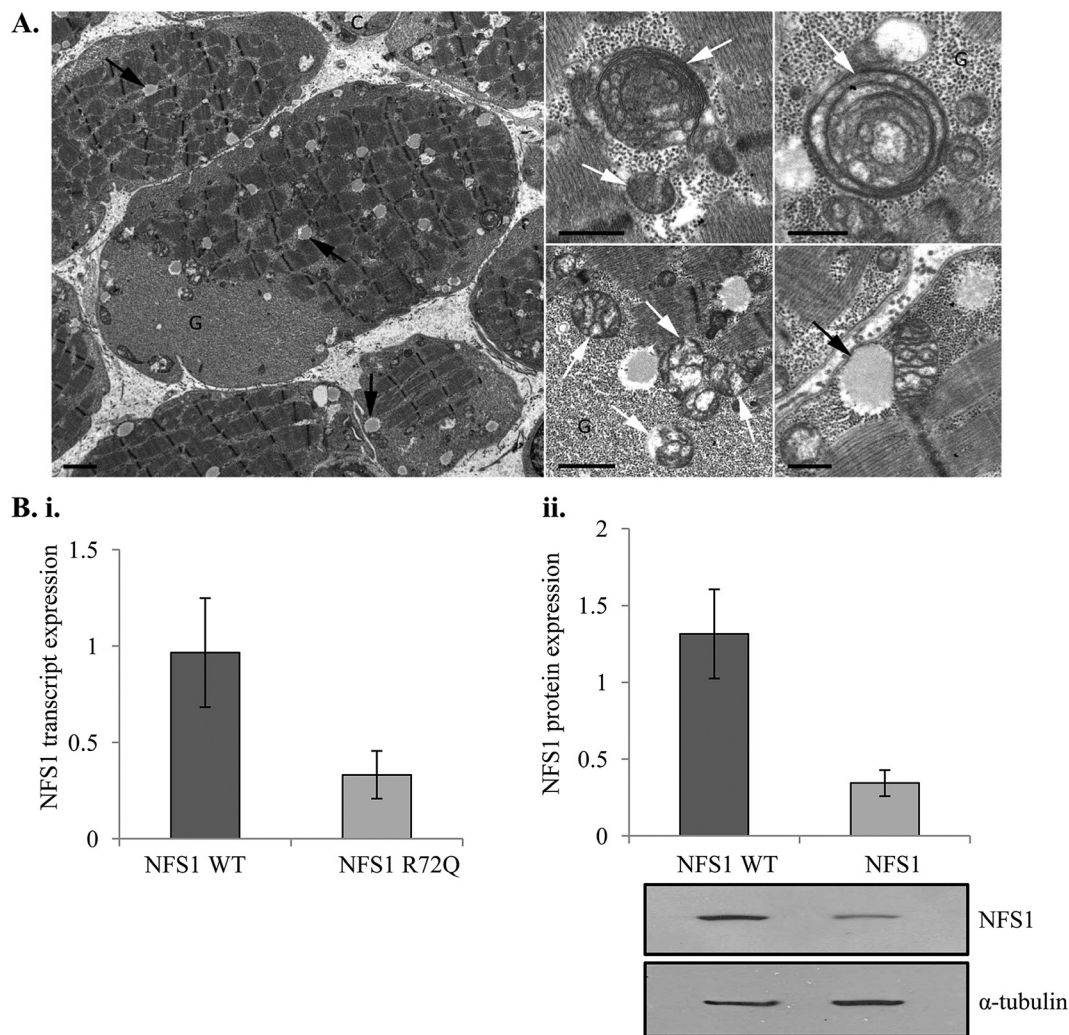 A.
C
G
G
G
B. i.
NFS1 transcript expression
1.5
1
0.5
0
NFS1 WT
NFS1 R72Q
ii.
NFS1 protein expression
2
1.5
1
0.5
0
NFS1 WT
NFS1
NFS1
α-tubulin